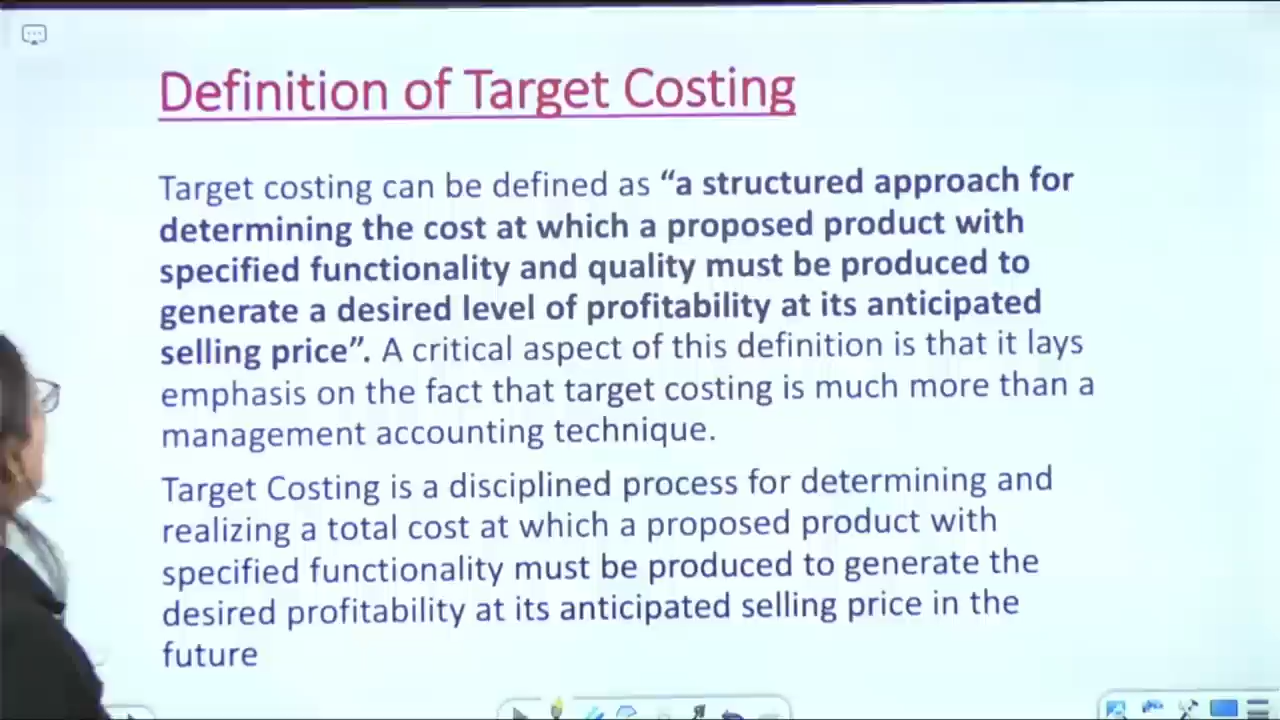 Definition of Target Costing
Target costing can be defined as “a structured approach for
determining the cost at which a proposed product with
specified functionality and quality must be produced to
generate a desired level of profitability at its anticipated
selling price”. A critical aspect of this definition is that it lays
emphasis on the fact that target costing is much more than a
management accounting technique.
Target Costing is a disciplined process for determining and
realizing a total cost at which a proposed product with
specified functionality must be produced to generate the
desired profitability at its anticipated selling price in the
future